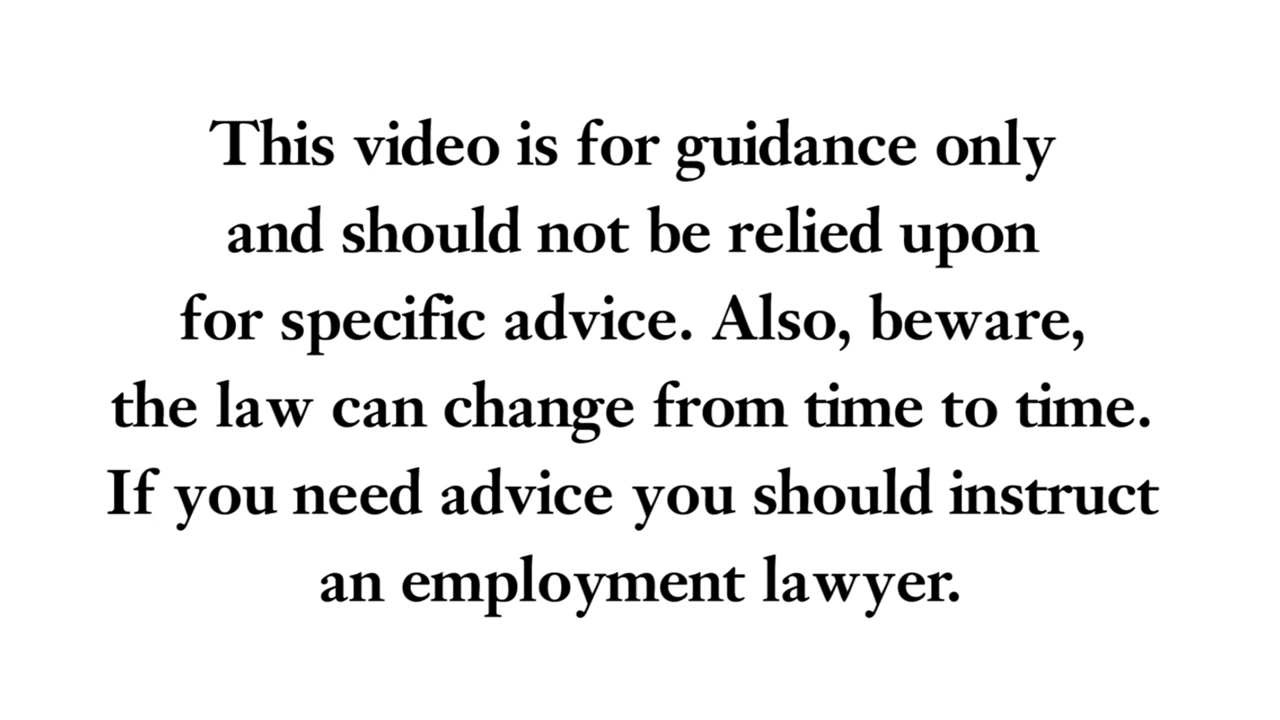 This video is for guidance only
and should not be relied upon
for specific advice. Also, beware,
the law can change from time to time.
If you need advice you should instruct
an employment lawyer.